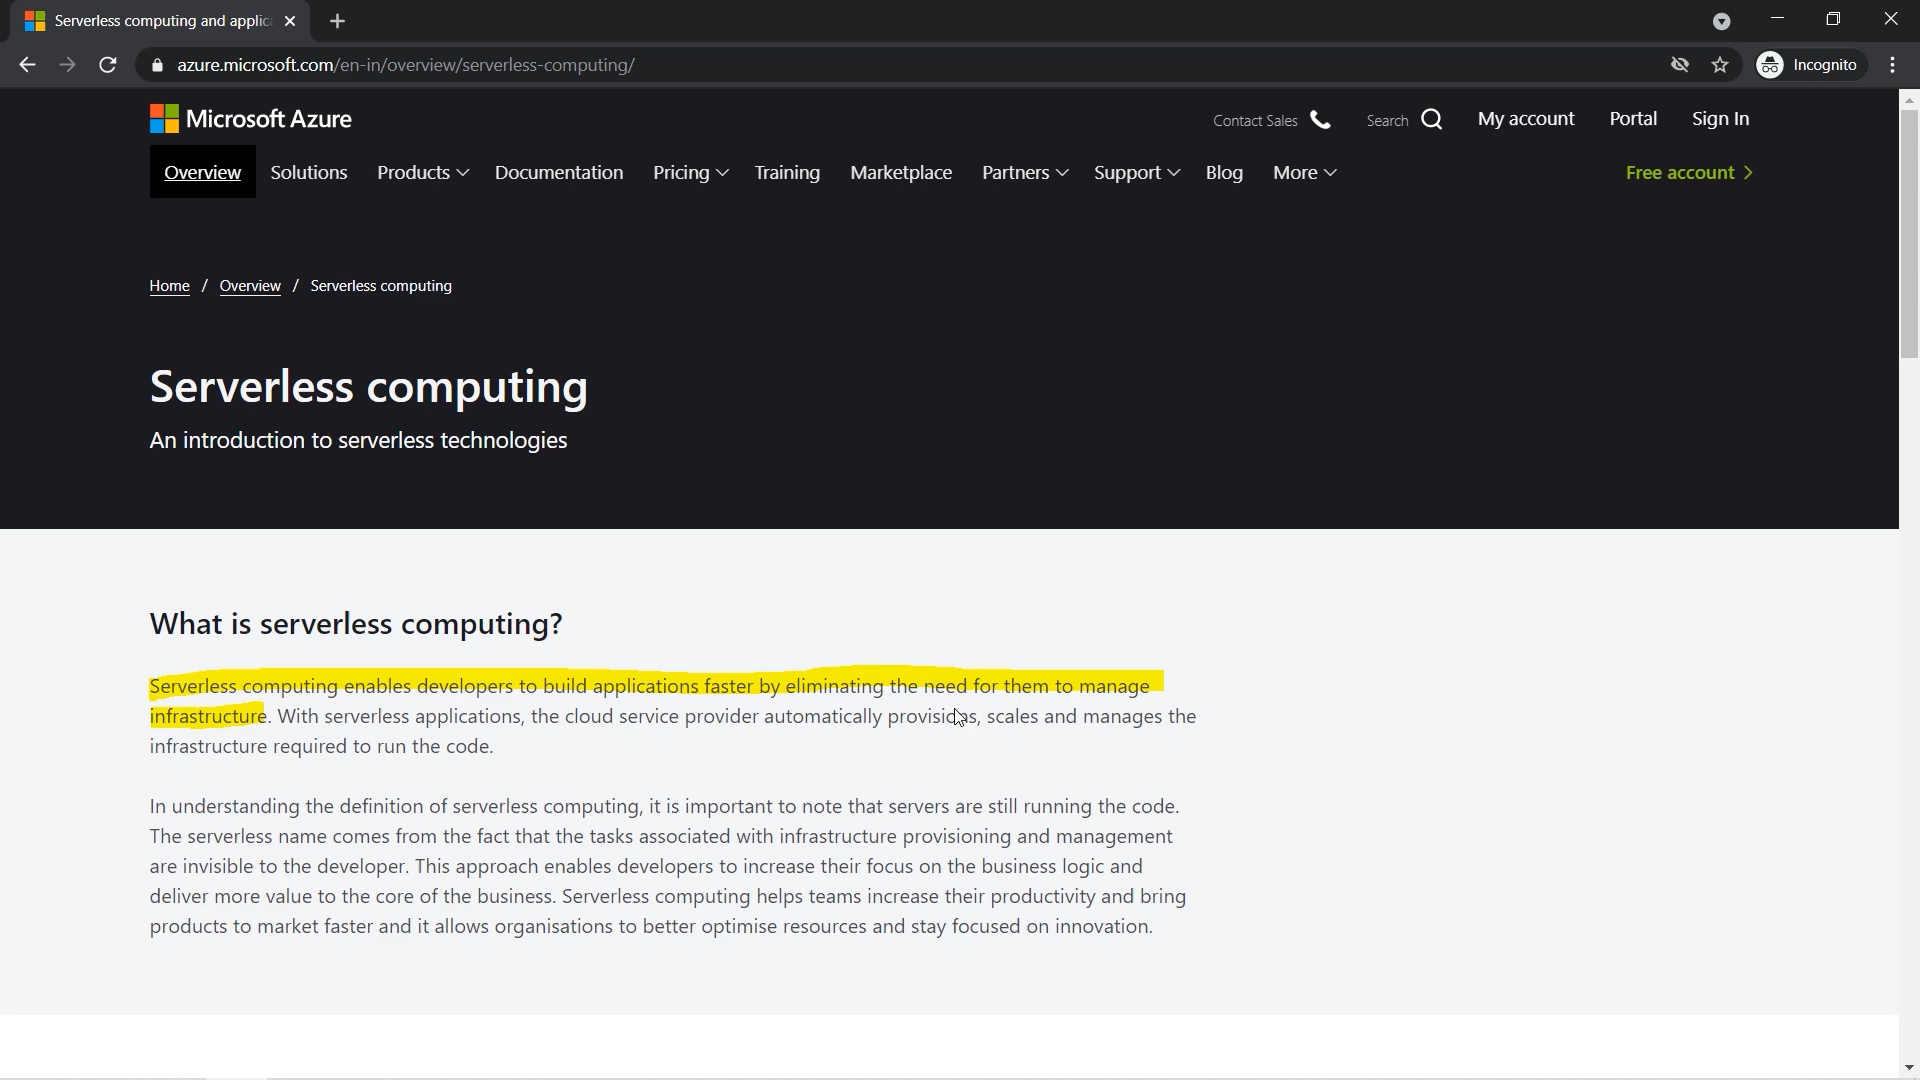 Serverless computing and applic
azure.microsoft.com/en-in/overview/serverless-computing/
Incognito
Microsoft Azure
Contact Sales
Search
My account
Portal
Sign In
Overview
Solutions
Products
Documentation
Pricing
Training
Marketplace
Partners
Support
Blog
More
Free account
Home / Overview / Serverless computing
Serverless computing
An introduction to serverless technologies
What is serverless computing?
Serverless computing enables developers to build applications faster by eliminating the need for them to manage
infrastructure. With serverless applications, the cloud service provider automatically provisions, scales and manages the
infrastructure required to run the code.
In understanding the definition of serverless computing, it is important to note that servers are still running the code.
The serverless name comes from the fact that the tasks associated with infrastructure provisioning and management
are invisible to the developer. This approach enables developers to increase their focus on the business logic and
deliver more value to the core of the business. Serverless computing helps teams increase their productivity and bring
products to market faster and it allows organisations to better optimise resources and stay focused on innovation.